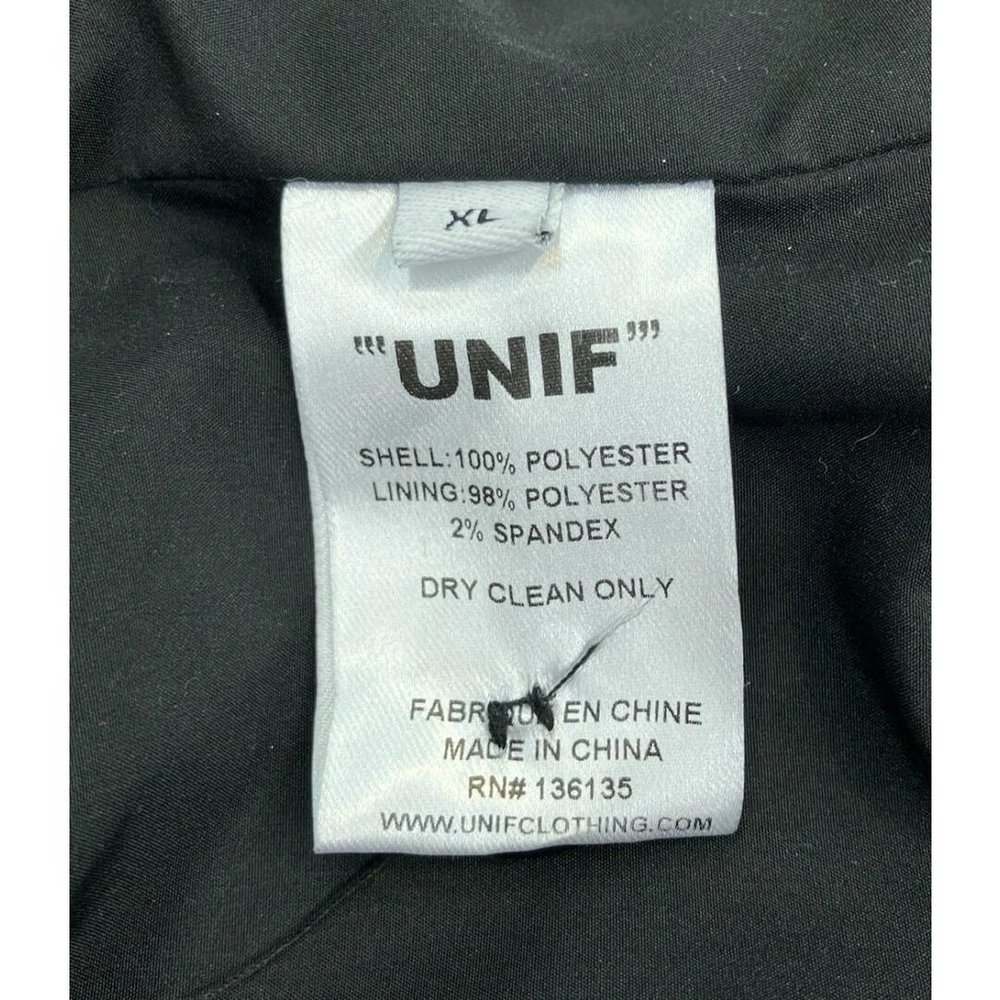 XL
"'UNIF'"
SHELL:100% POLYESTER
LINING:98% POLYESTER
2% SPANDEX
DRY CLEAN ONLY
EN CHINE
MADE IN CHINA
RN# 136135
WWW.UNIFCLOTHING.COM